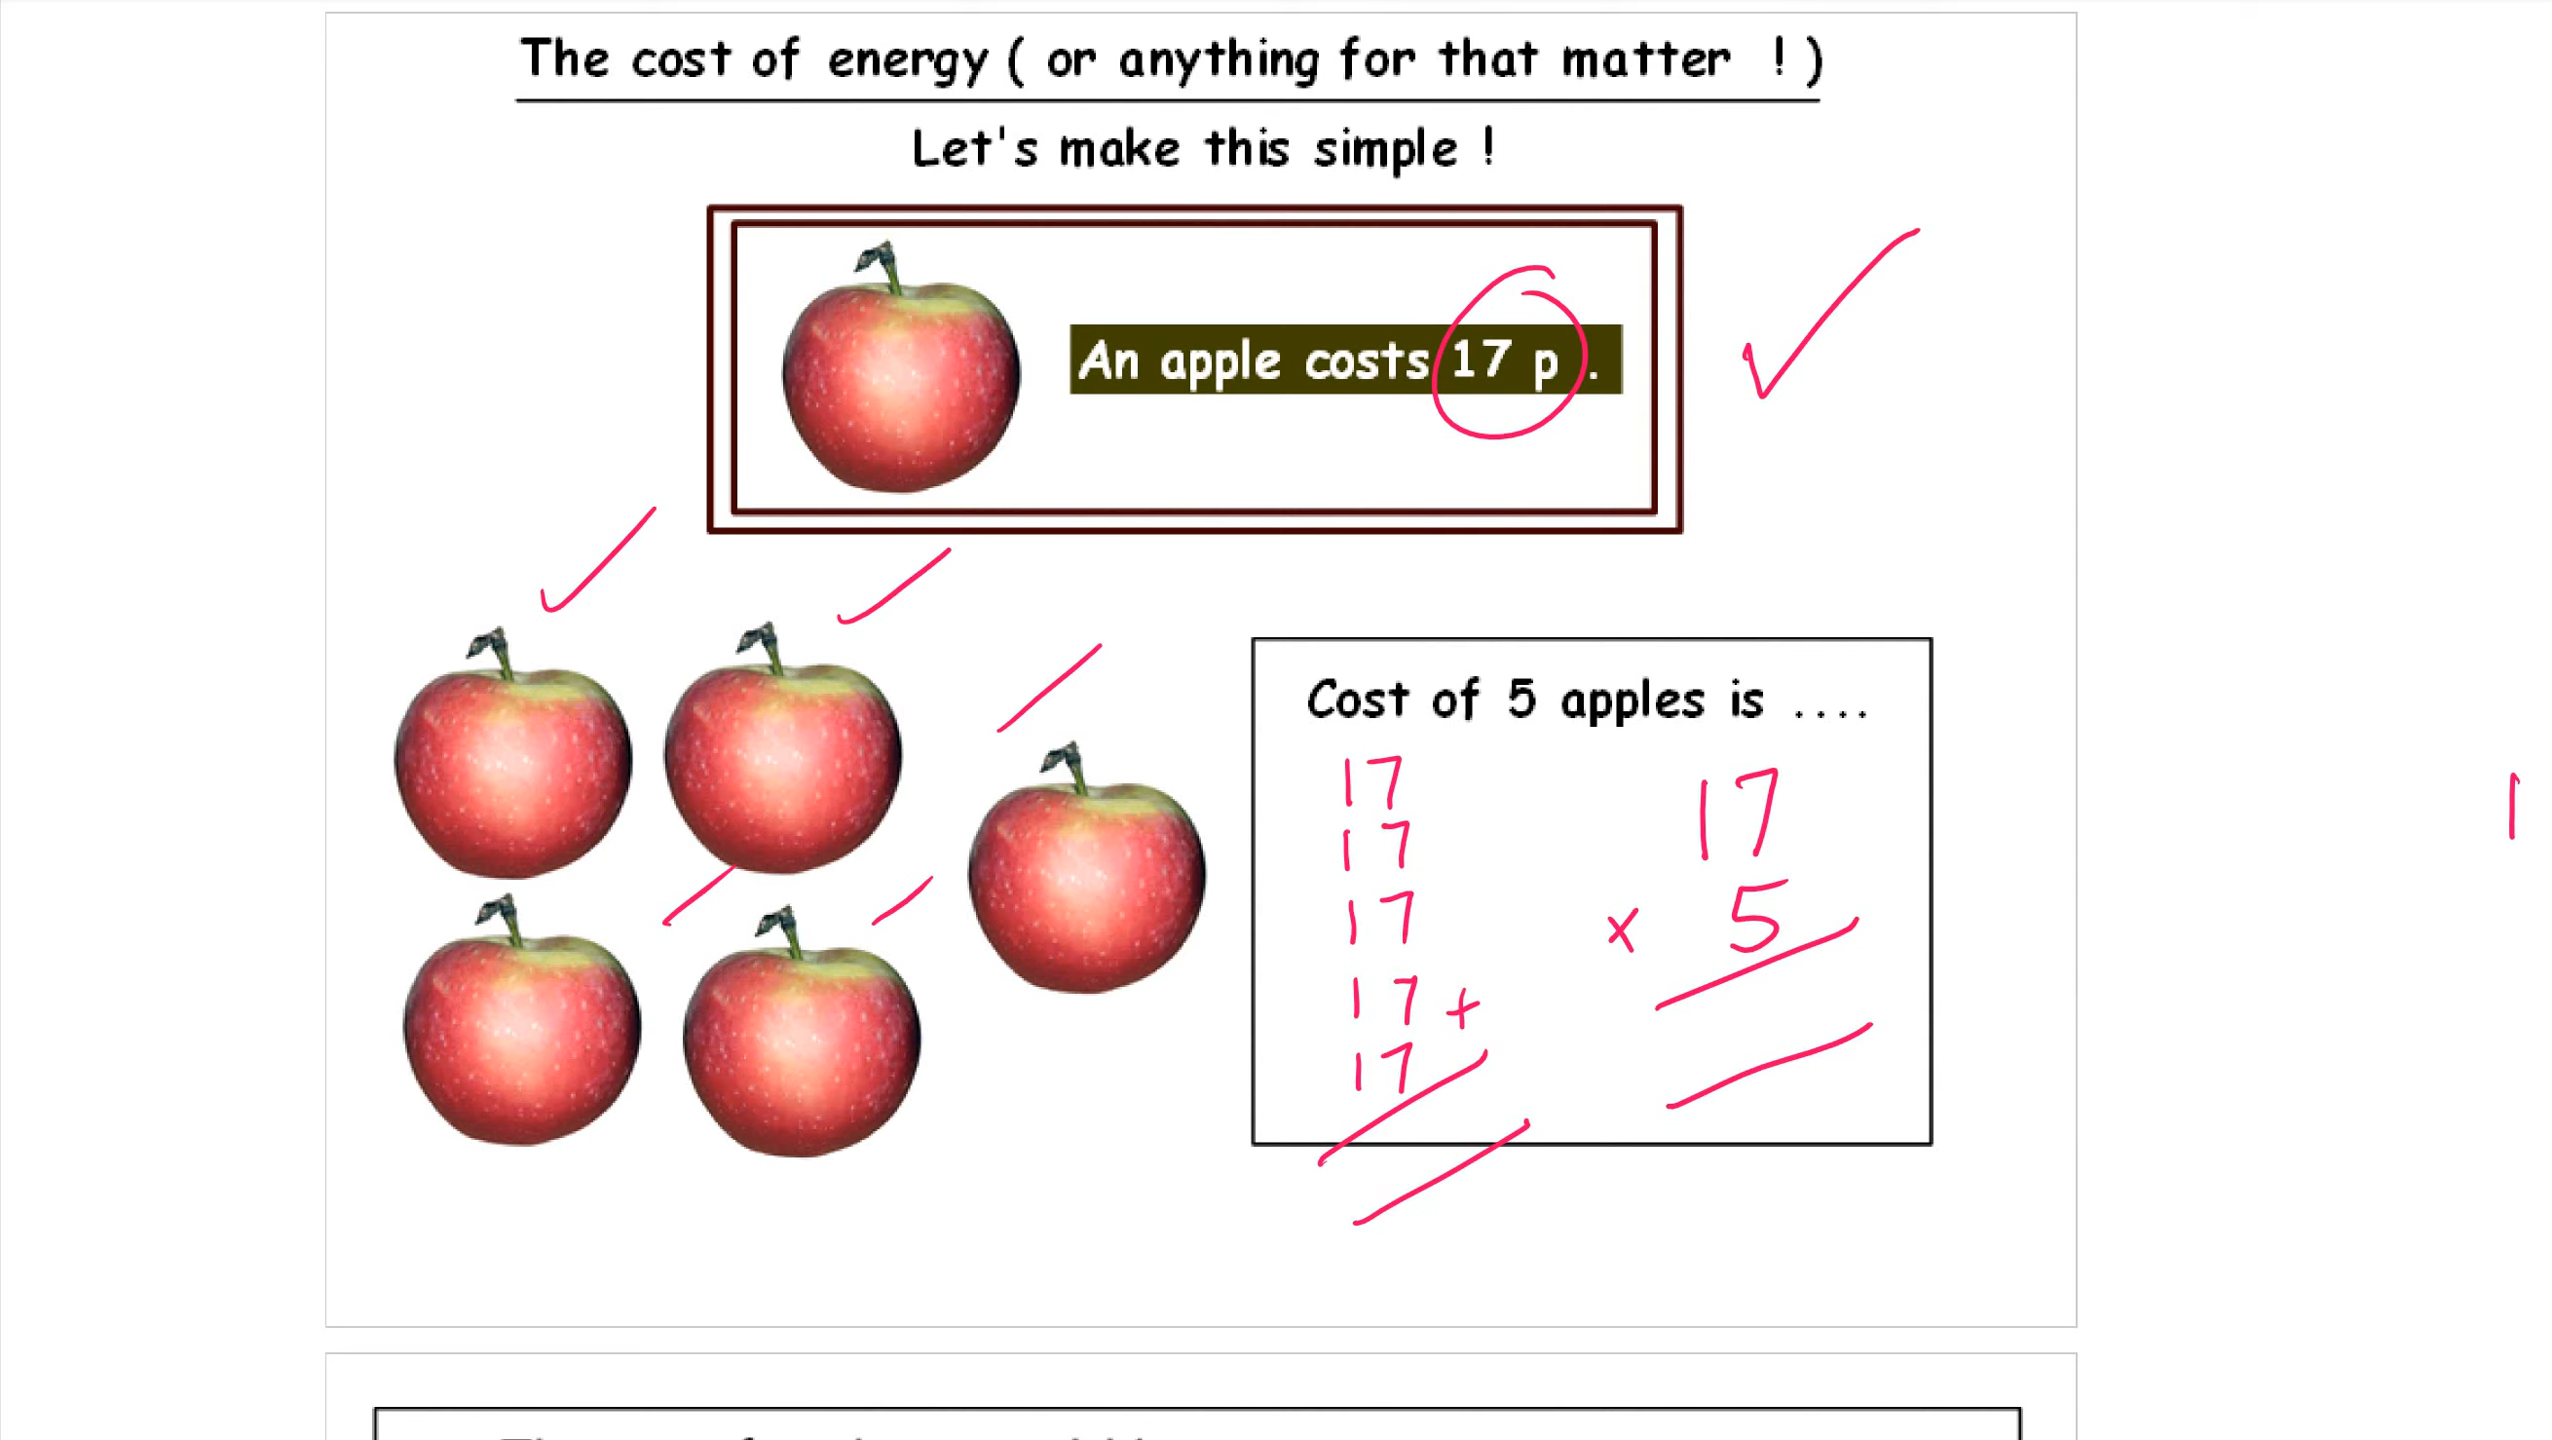 The cost of energy ( or anything for that matter ! )
Let's make this simple !
An apple costs 17 p .
Cost of 5 apples is ....
17
17
17
17 +
17
17
x 5
1